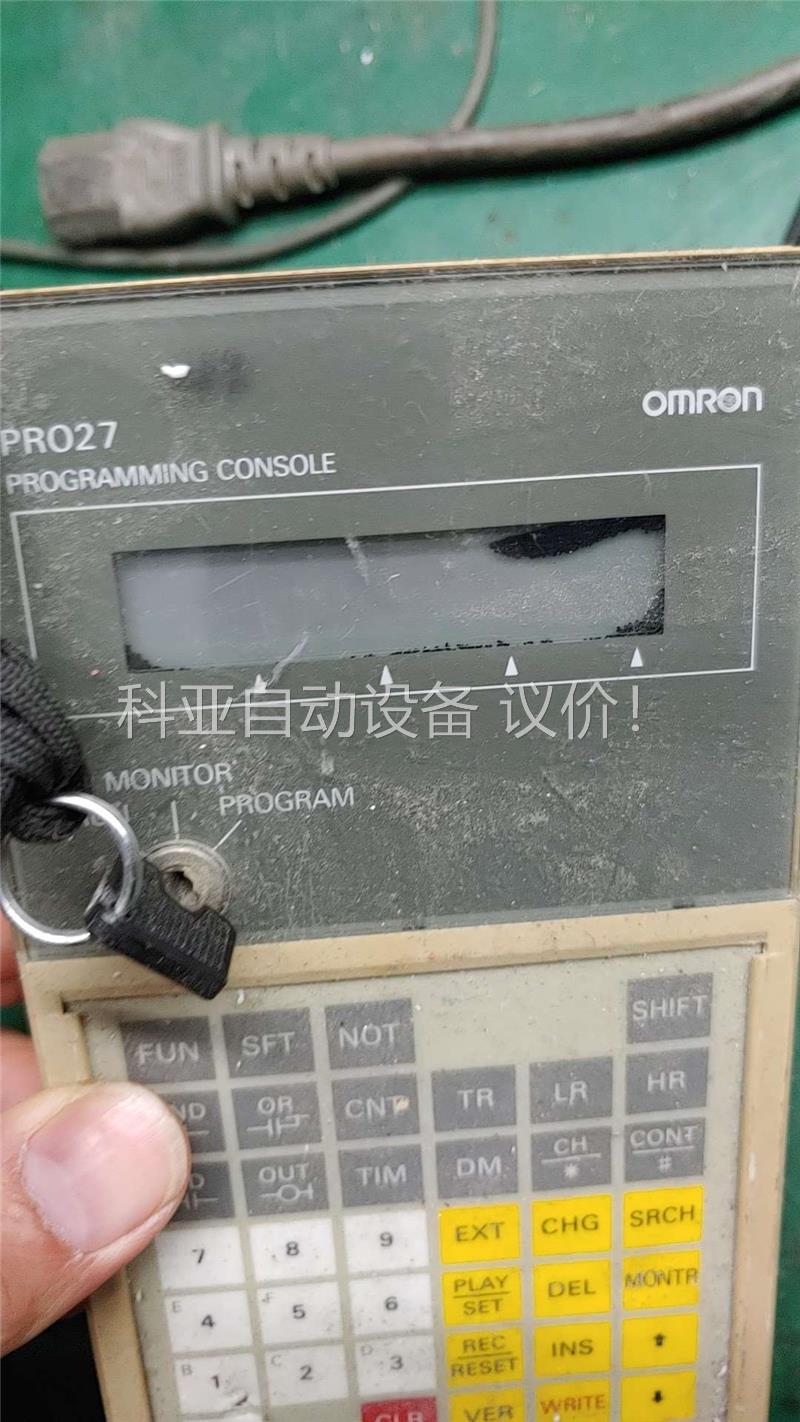 OMRON
PRO27
PROGRAMMING CONSOLE
科亚自动设备 议价！
MONITOR
PROGRAM
FUN SFT NOT SHIFT
OR CNT TR LR HR
OUT TIM DM CH * CONT #
7 8 9 EXT CHG SRCH
E 4 F 5 6 PLAY SET DEL MONTR
B 1 C 2 D 3 REC RESET INS ↑
CLR VER WRITE ↓